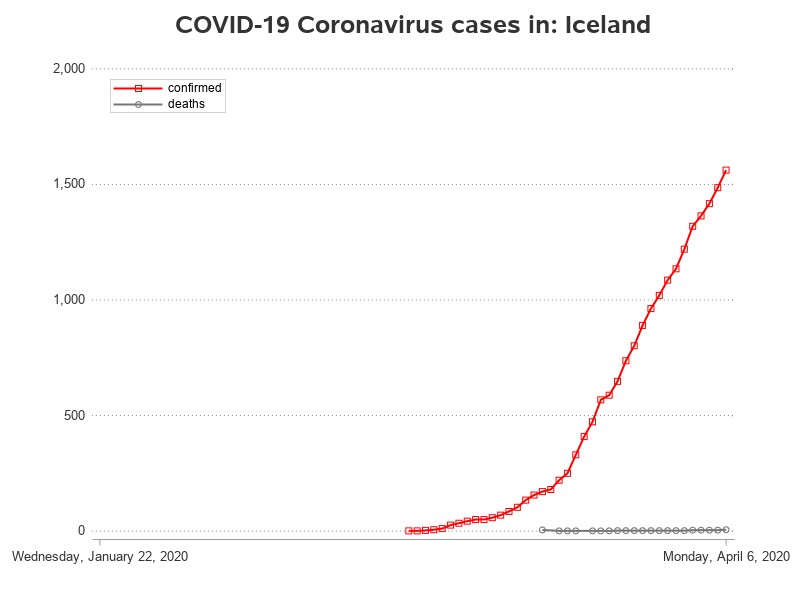 COVID-19 Coronavirus cases in: Iceland
2,000
confirmed
deaths
1,500
1,000
500
0
Wednesday, January 22, 2020
Monday, April 6, 2020